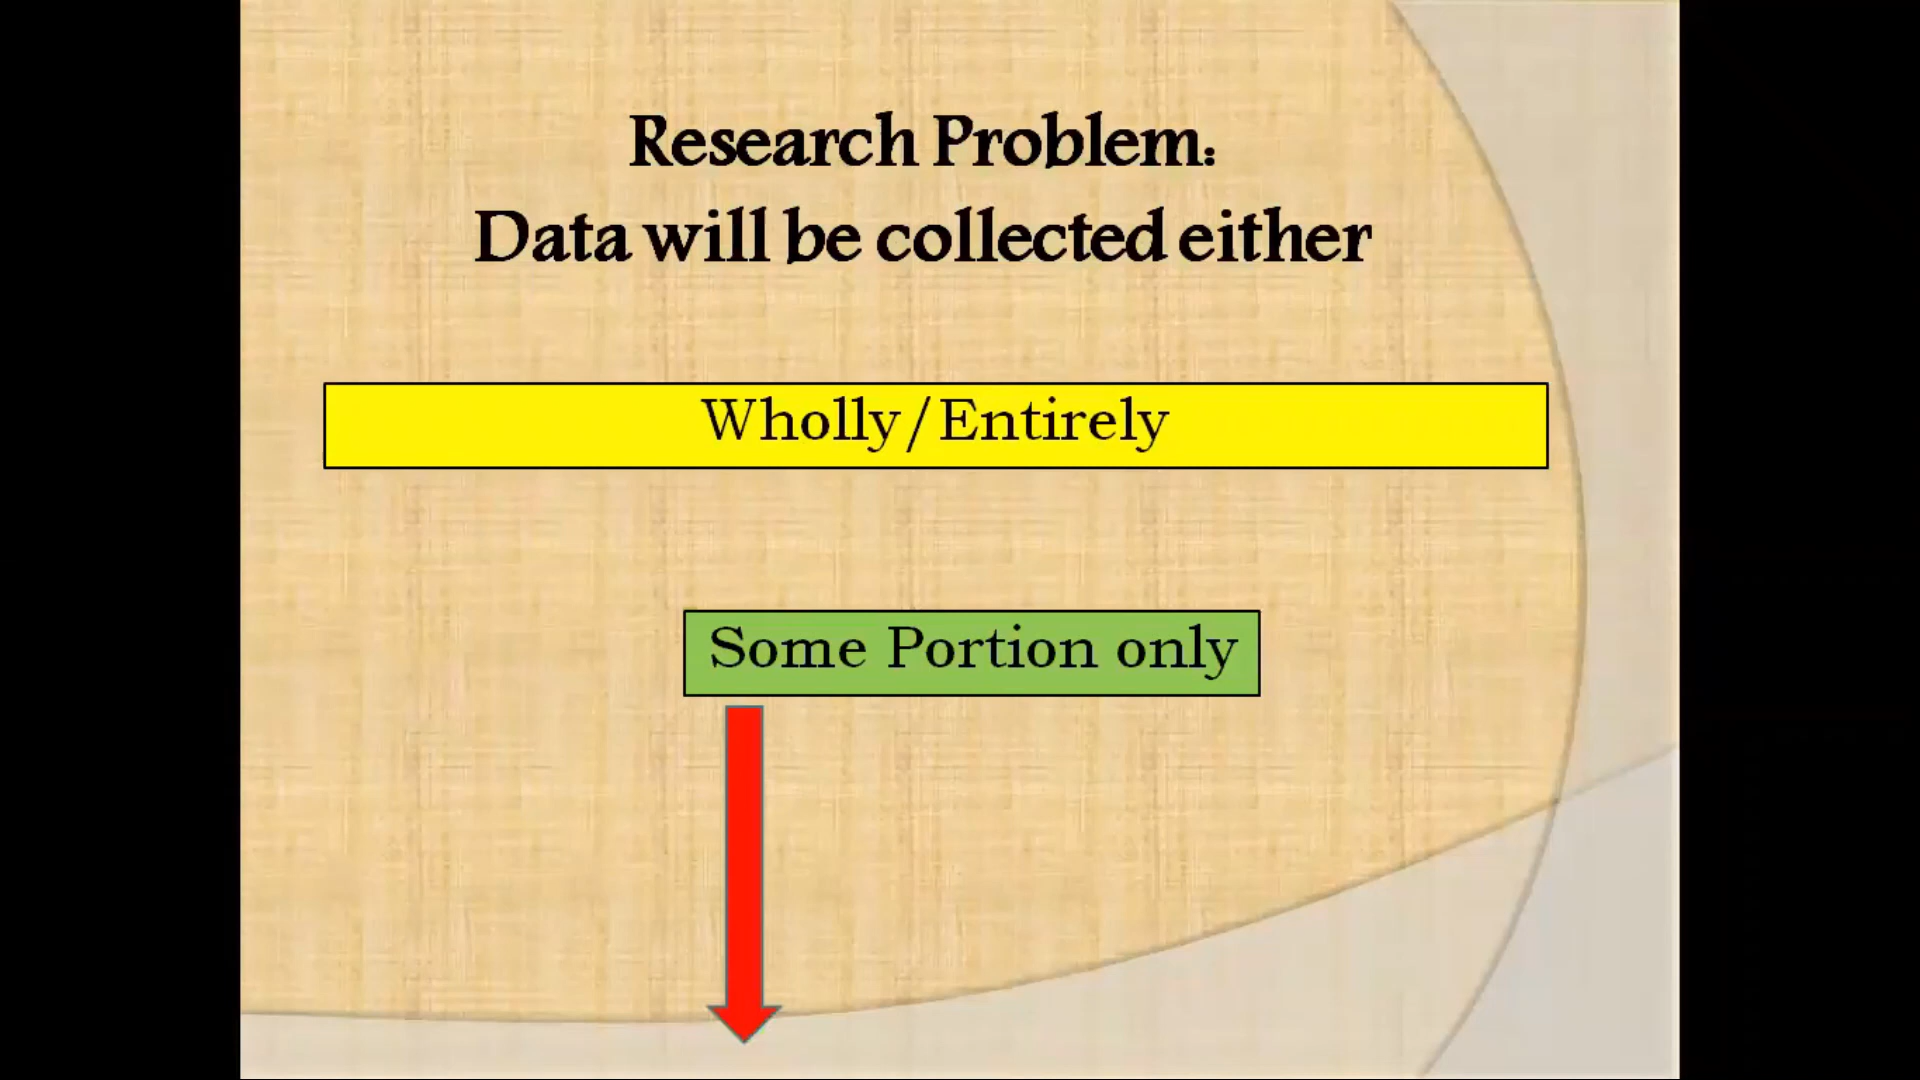 Research Problem:
Data will be collected either
Wholly/Entirely
Some Portion only